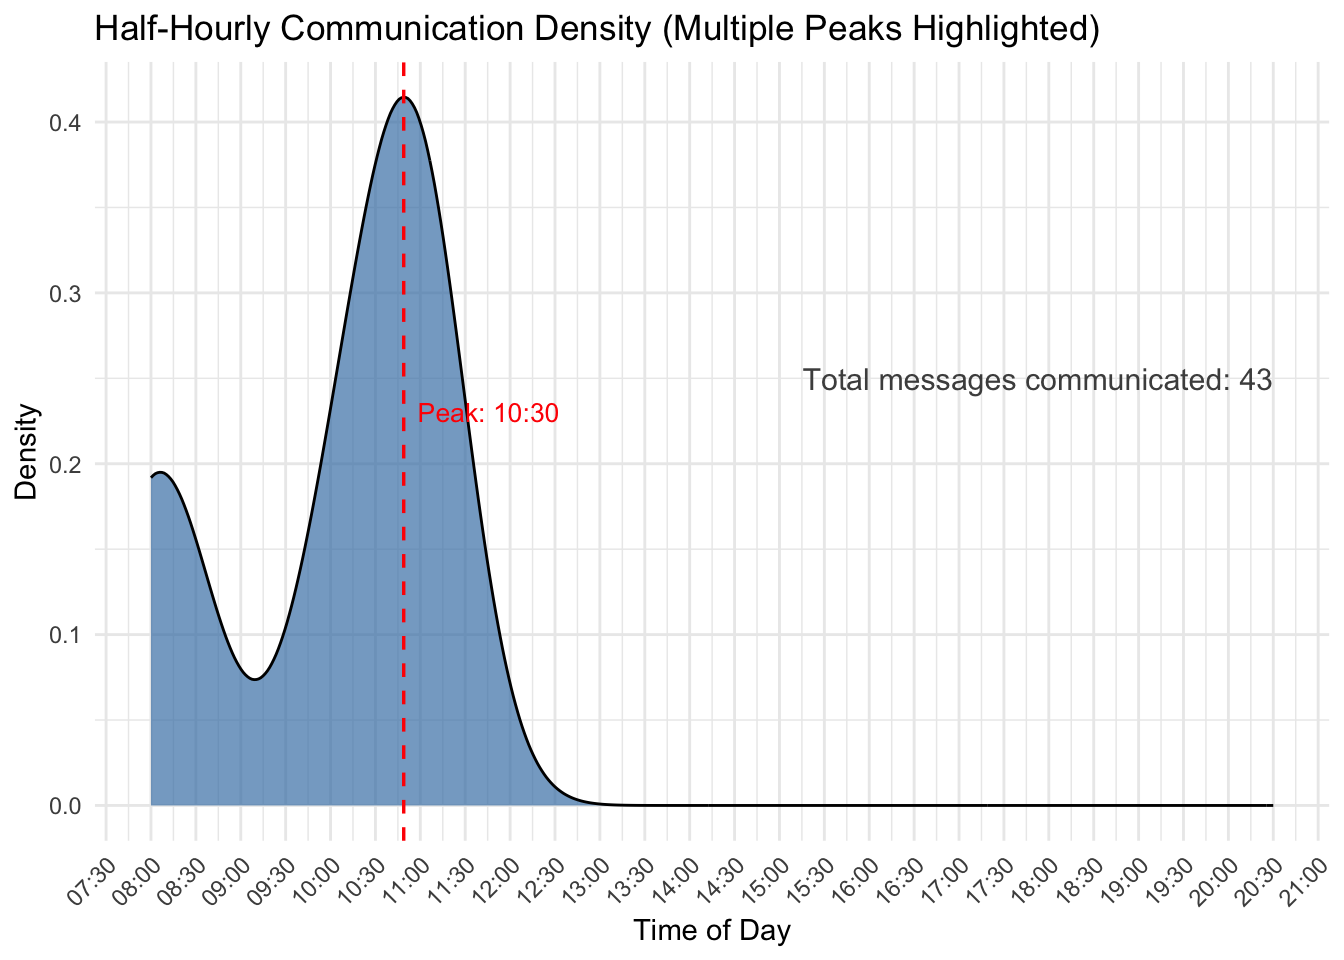 Half-Hourly Communication Density (Multiple Peaks Highlighted)
Density
0.4
0.3
0.2
0.1
0.0
Total messages communicated: 43
Peak: 10:30
07:30 08:00 08:30 09:00 09:30 10:00 10:30 11:00 11:30 12:00 12:30 13:00 13:30 14:00 14:30 15:00 15:30 16:00 16:30 17:00 17:30 18:00 18:30 19:00 19:30 20:00 20:30 21:00
Time of Day